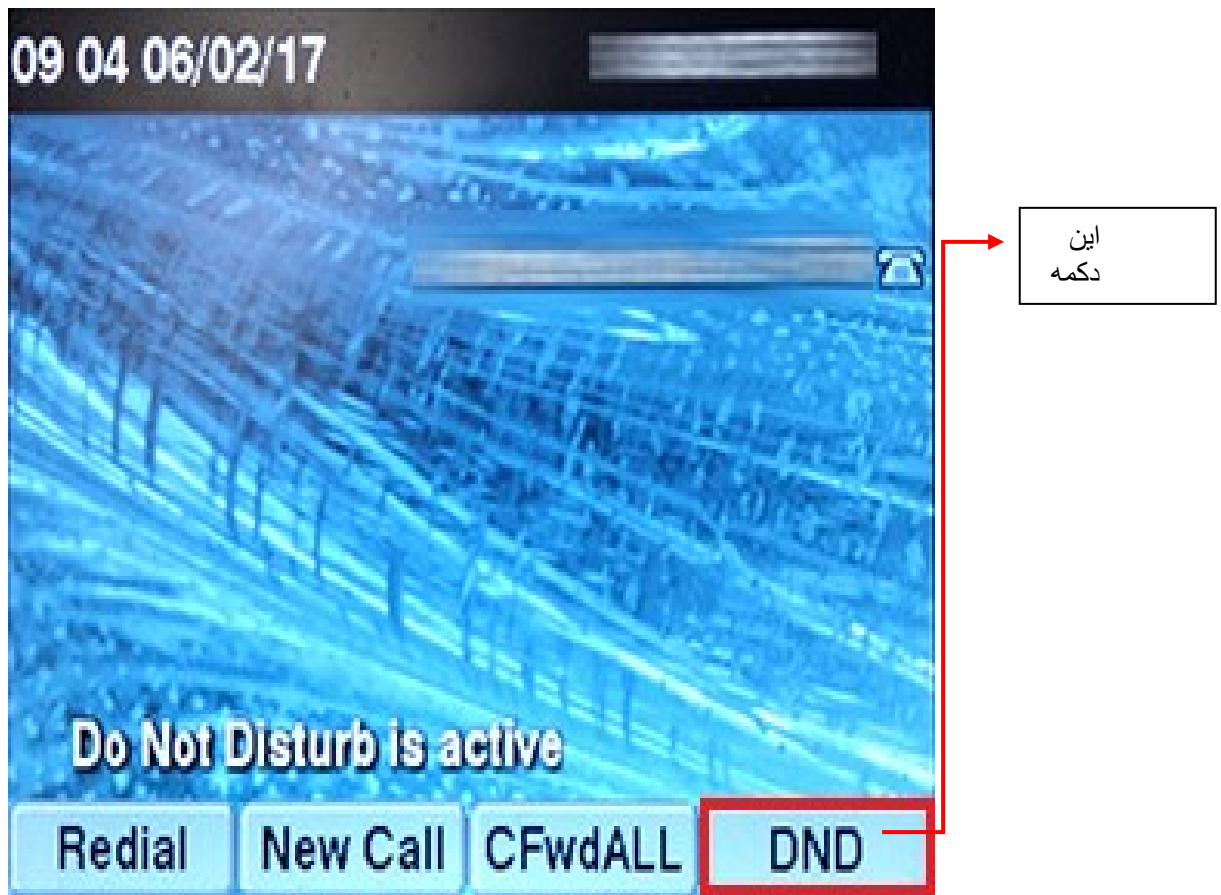 09 04 06/02/17
این
دکمه
Do Not Disturb is active
Redial New Call CFwdALL DND